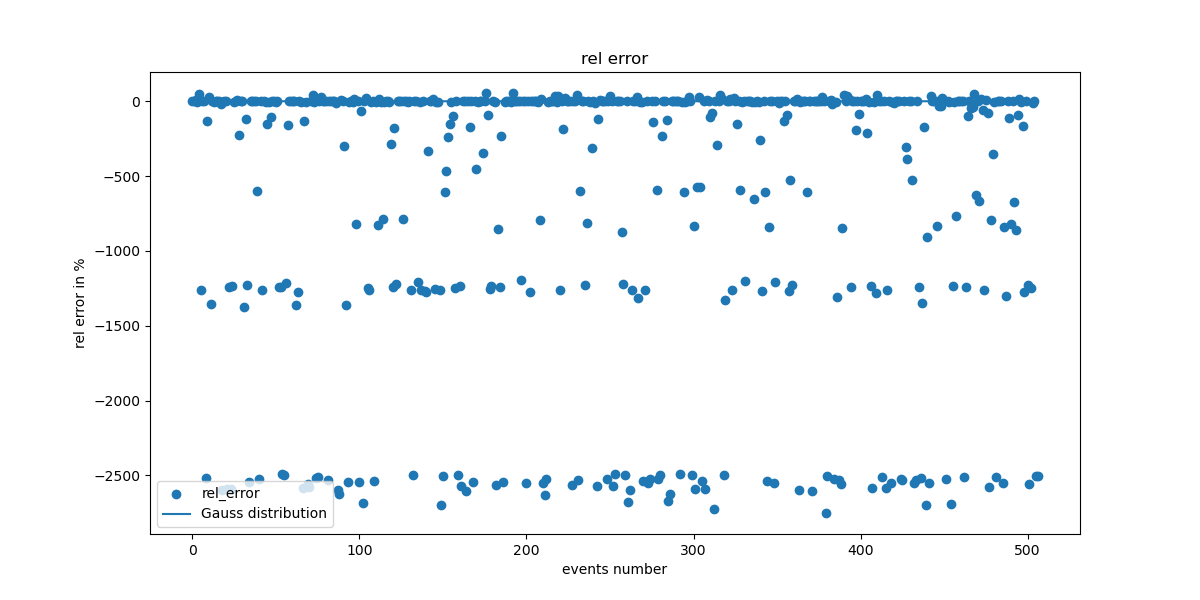 rel error
rel error in %
0
−500
−1000
−1500
−2000
−2500
rel_error
Gauss distribution
0
100
200
300
400
500
events number